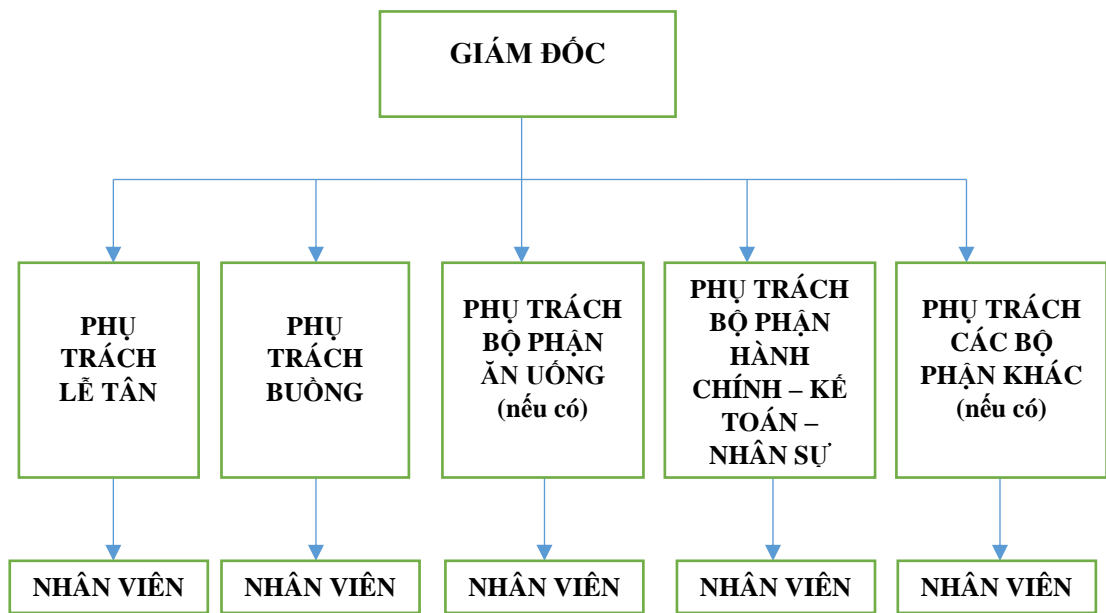 GIÁM ĐỐC
PHỤ
TRÁCH
LỄ TÂN
PHỤ
TRÁCH
BUỒNG
PHỤ TRÁCH
BỘ PHẬN
ĂN UỐNG
(nếu có)
PHỤ TRÁCH
BỘ PHẬN
HÀNH
CHÍNH – KẾ
TOÁN –
NHÂN SỰ
PHỤ TRÁCH
CÁC BỘ
PHẬN KHÁC
(nếu có)
NHÂN VIÊN
NHÂN VIÊN
NHÂN VIÊN
NHÂN VIÊN
NHÂN VIÊN